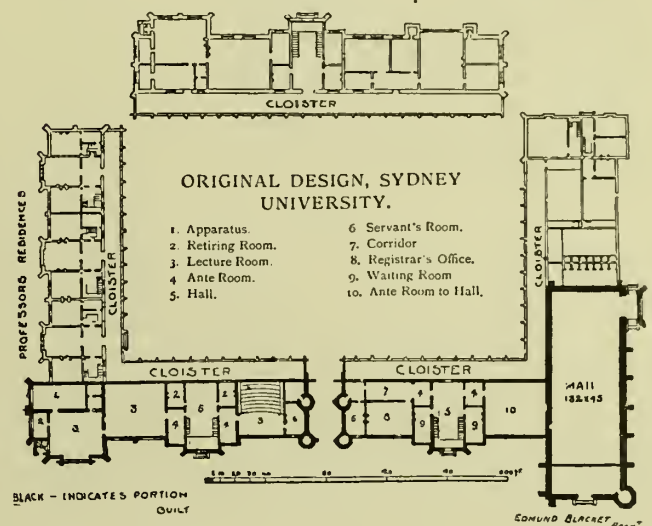 CLOISTER
ORIGINAL DESIGN, SYDNEY
UNIVERSITY.
1. Apparatus.
2. Retiring Room.
3. Lecture Room.
4 Ante Room.
5. Hall.
6 Servant's Room.
7. Corridor
8. Registrar's Office.
9. Waiting Room
10. Ante Room to Hall.
PROFESSORS RESIDENCES
CLOISTER
CLOISTER
CLOISTER
CLOISTER
HALL
132x45
BLACK - INDICATES PORTION
BUILT
EDMUND BLACKET